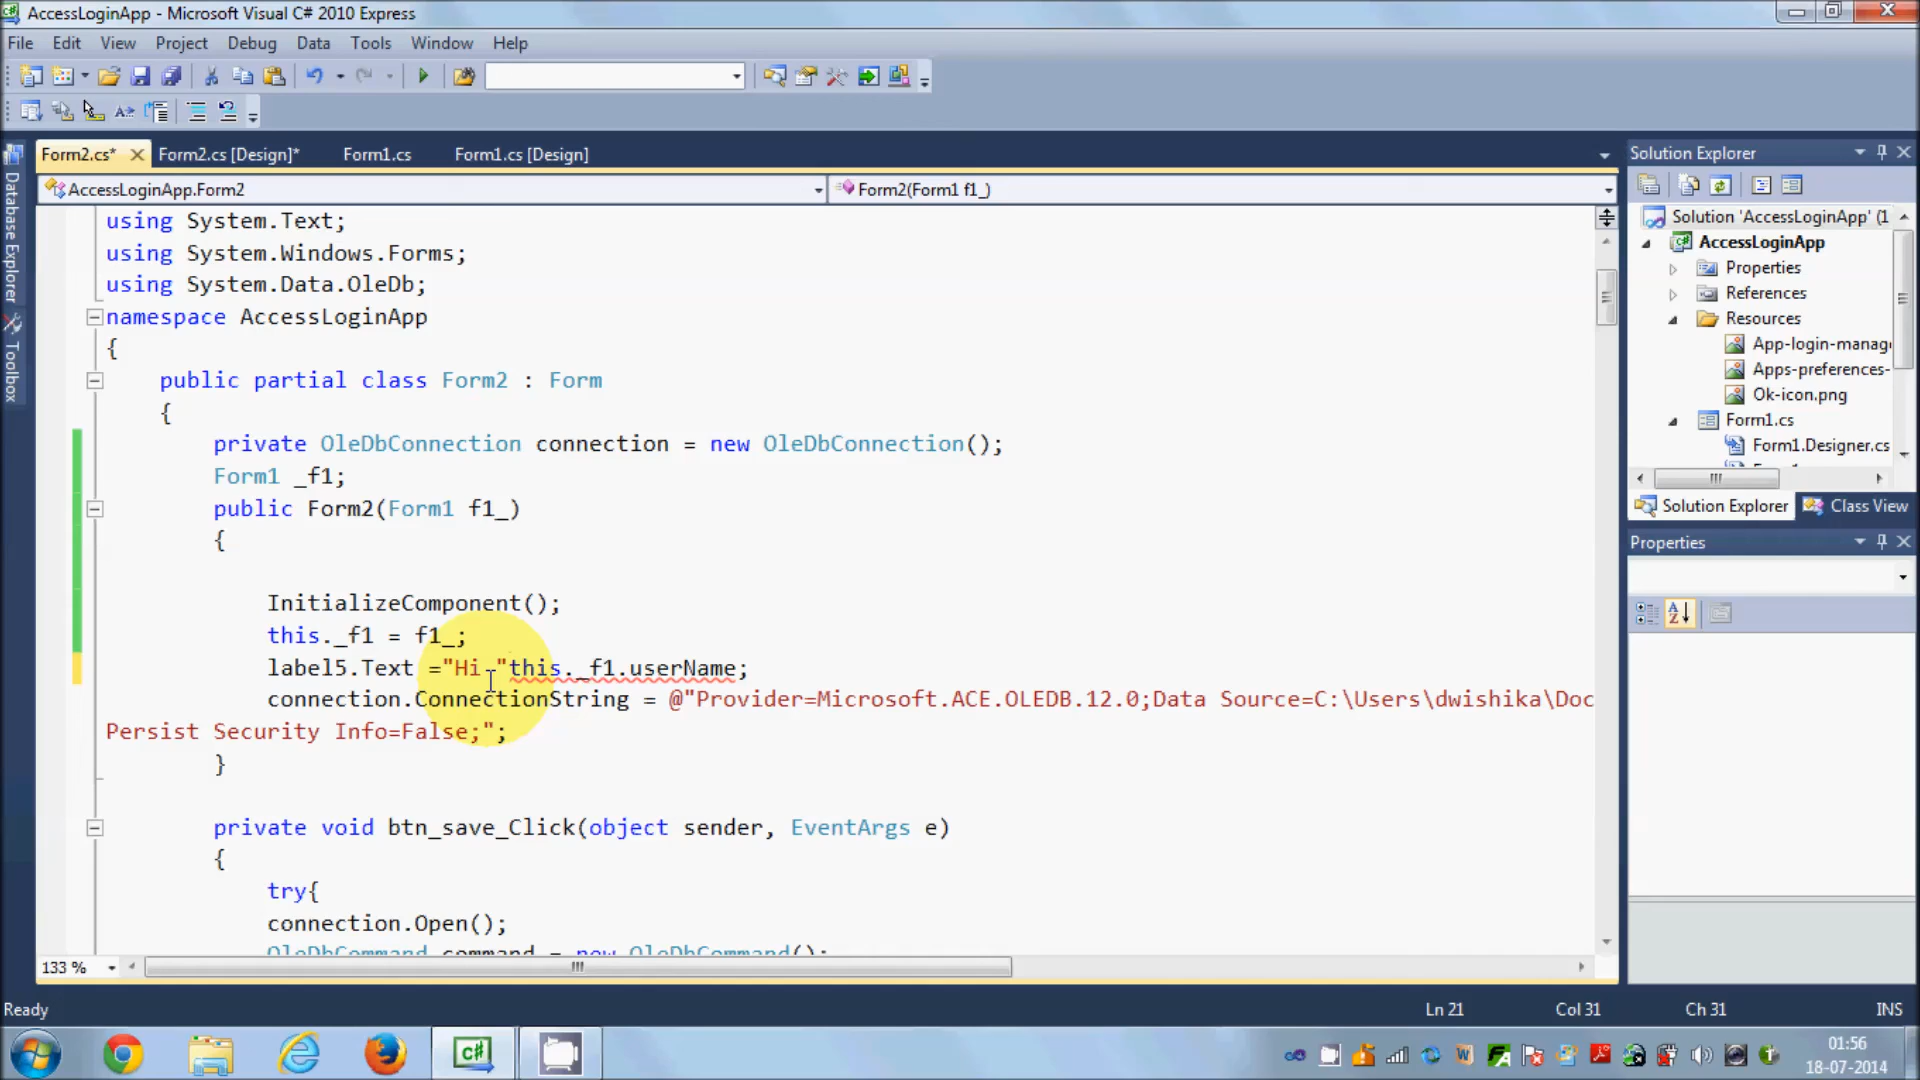 AccessLoginApp - Microsoft Visual C# 2010 Express
File Edit View Project Debug Data Tools Window Help
Form2.cs* Form2.cs [Design]* Form1.cs Form1.cs [Design]
AccessLoginApp.Form2 Form2(Form1 f1_)
Database Explorer
Toolbox
using System.Text;
using System.Windows.Forms;
using System.Data.OleDb;
namespace AccessLoginApp
{
public partial class Form2 : Form
{
private OleDbConnection connection = new OleDbConnection();
Form1 _f1;
public Form2(Form1 f1_)
{
InitializeComponent();
this._f1 = f1_;
label5.Text ="Hi "this._f1.userName;
connection.ConnectionString = @"Provider=Microsoft.ACE.OLEDB.12.0;Data Source=C:\Users\dwishika\Doc
Persist Security Info=False;";
}
private void btn_save_Click(object sender, EventArgs e)
{
try{
connection.Open();
OleDbCommand command = new OleDbCommand();
133 %
Solution Explorer
Solution 'AccessLoginApp' (1
AccessLoginApp
Properties
References
Resources
App-login-manag
Apps-preferences-
Ok-icon.png
Form1.cs
Form1.Designer.cs
Solution Explorer Class View
Properties
Ready Ln 21 Col 31 Ch 31 INS
01:56
18-07-2014